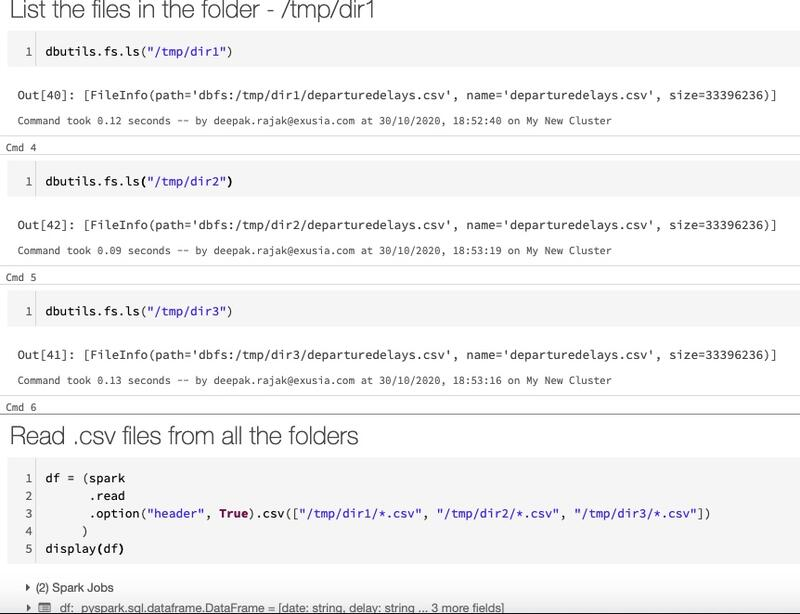 List the files in the folder - /tmp/dir1
1 dbutils.fs.ls("/tmp/dir1")
Out[40]: [FileInfo(path='dbfs:/tmp/dir1/departuredelays.csv', name='departuredelays.csv', size=33396236)]
Command took 0.12 seconds -- by deepak.rajak@exusia.com at 30/10/2020, 18:52:40 on My New Cluster
Cmd 4
1 dbutils.fs.ls("/tmp/dir2")
Out[42]: [FileInfo(path='dbfs:/tmp/dir2/departuredelays.csv', name='departuredelays.csv', size=33396236)]
Command took 0.09 seconds -- by deepak.rajak@exusia.com at 30/10/2020, 18:53:19 on My New Cluster
Cmd 5
1 dbutils.fs.ls("/tmp/dir3")
Out[41]: [FileInfo(path='dbfs:/tmp/dir3/departuredelays.csv', name='departuredelays.csv', size=33396236)]
Command took 0.13 seconds -- by deepak.rajak@exusia.com at 30/10/2020, 18:53:16 on My New Cluster
Cmd 6
Read .csv files from all the folders
1 df = (spark
2 .read
3 .option("header", True).csv(["/tmp/dir1/*.csv", "/tmp/dir2/*.csv", "/tmp/dir3/*.csv"])
4 )
5 display(df)
(2) Spark Jobs
df: pyspark.sql.dataframe.DataFrame = [date: string, delay: string ... 3 more fields]